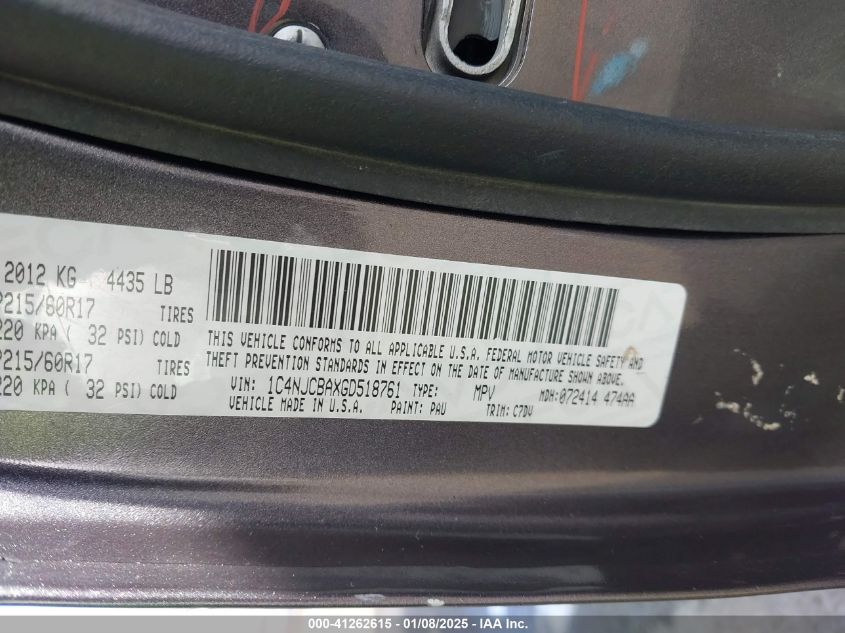 2012 KG 4435 LB
P215/60R17 TIRES
220 KPA ( 32 PSI) COLD
P215/60R17 TIRES
220 KPA ( 32 PSI) COLD
THIS VEHICLE CONFORMS TO ALL APPLICABLE U.S.A. FEDERAL MOTOR VEHICLE SAFETY AND
THEFT PREVENTION STANDARDS IN EFFECT ON THE DATE OF MANUFACTURE SHOWN ABOVE.
VIN: 1C4NJCBAXGD518761 TYPE: MPV MDH:072414 474AA
VEHICLE MADE IN U.S.A. PAINT: PAU TRIM: C7DV
000-41262615 - 01/08/2025 - IAA Inc.